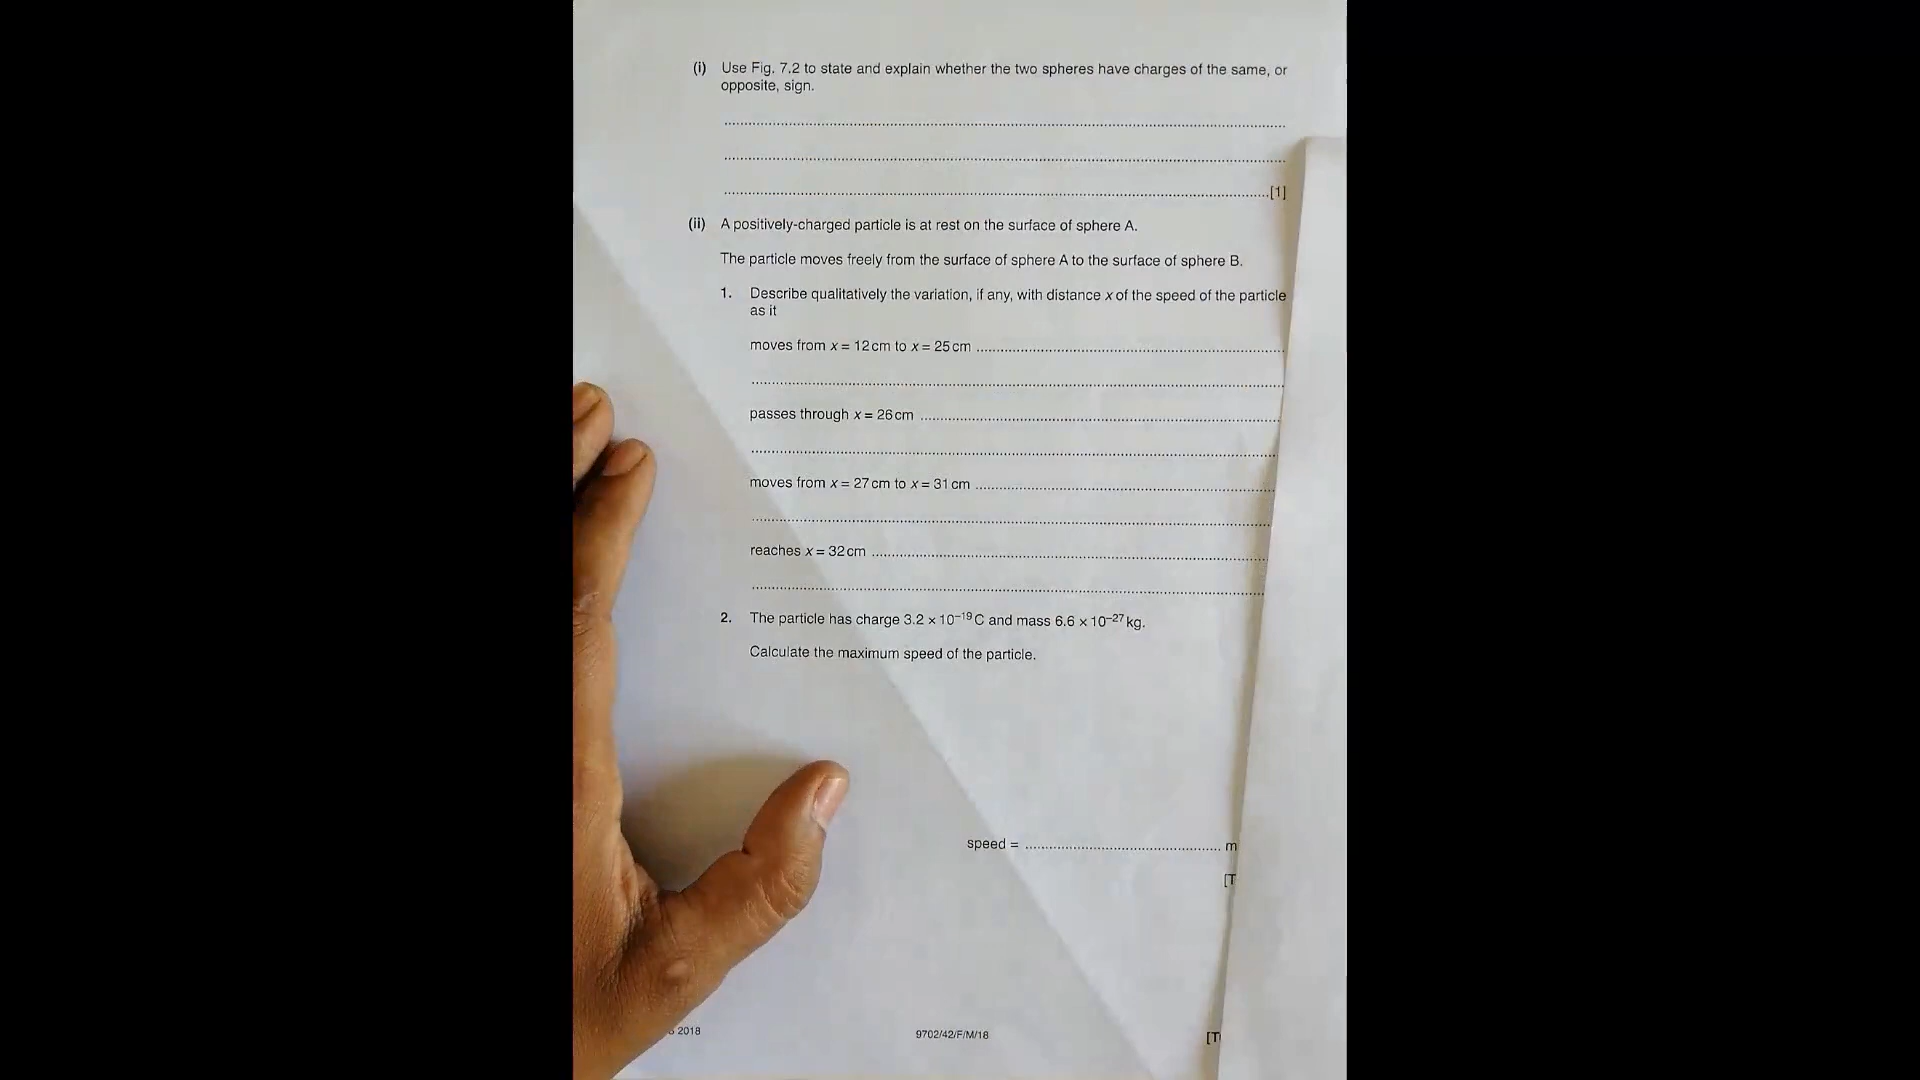 (i) Use Fig. 7.2 to state and explain whether the two spheres have charges of the same, or
opposite, sign.
[1]
(ii) A positively-charged particle is at rest on the surface of sphere A.
The particle moves freely from the surface of sphere A to the surface of sphere B.
1. Describe qualitatively the variation, if any, with distance x of the speed of the particle
as it
moves from x = 12 cm to x = 25 cm
passes through x = 26 cm
moves from x = 27 cm to x = 31 cm
reaches x = 32 cm
2. The particle has charge 3.2 × 10⁻¹⁹ C and mass 6.6 × 10⁻²⁷ kg.
Calculate the maximum speed of the particle.
speed = m
[T
2018 9702/42/F/M/18 [T